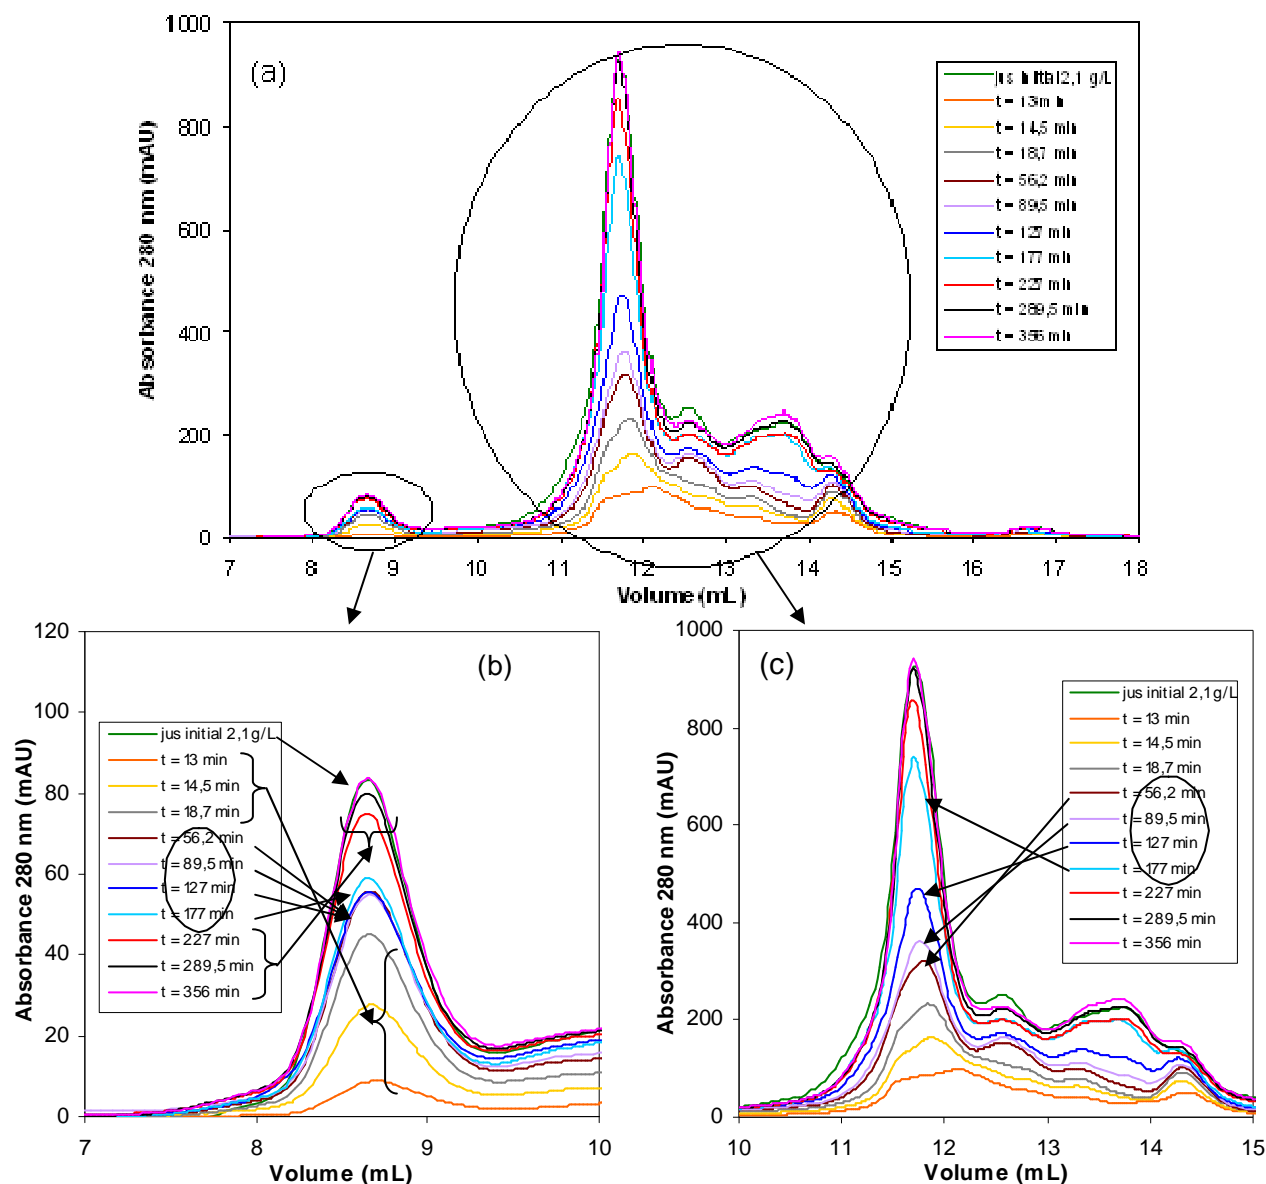 (a)
Absorbance 280 nm (mAU)
1000
800
600
400
200
0
7 8 9 10 11 12 13 14 15 16 17 18
Volume (mL)
jus initial 2,1 g/L
t = 13 min
t = 14,5 min
t = 18,7 min
t = 56,2 min
t = 89,5 min
t = 127 min
t = 177 min
t = 227 min
t = 289,5 min
t = 356 min
(b)
Absorbance 280 nm (mAU)
120
100
80
60
40
20
0
7 8 9 10
Volume (mL)
jus initial 2,1 g/L
t = 13 min
t = 14,5 min
t = 18,7 min
t = 56,2 min
t = 89,5 min
t = 127 min
t = 177 min
t = 227 min
t = 289,5 min
t = 356 min
(c)
Absorbance 280 nm (mAU)
1000
800
600
400
200
0
10 11 12 13 14 15
Volume (mL)
jus initial 2,1 g/L
t = 13 min
t = 14,5 min
t = 18,7 min
t = 56,2 min
t = 89,5 min
t = 127 min
t = 177 min
t = 227 min
t = 289,5 min
t = 356 min